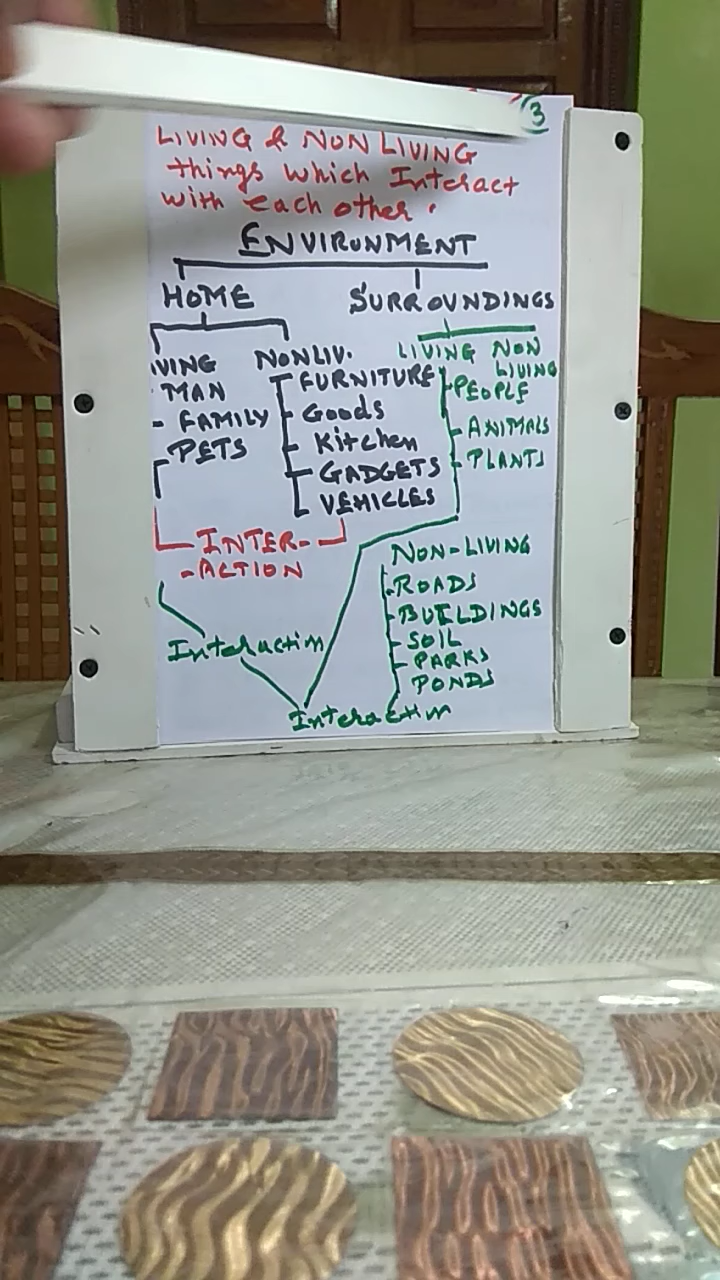 3
LIVING & NON LIVING
things which Interact
with each other.
ENVIRONMENT
HOME
SURROUNDINGS
IVING
MAN
- FAMILY
PETS
NONLIV.
FURNITURE
Goods
Kitchen
GADGETS
VEHICLES
INTER-
-ACTION
LIVING
PEOPLE
ANIMALS
PLANTS
NON
LIVING
NON-LIVING
ROADS
BUILDINGS
SOIL
PARKS
PONDS
Interaction
Interaction